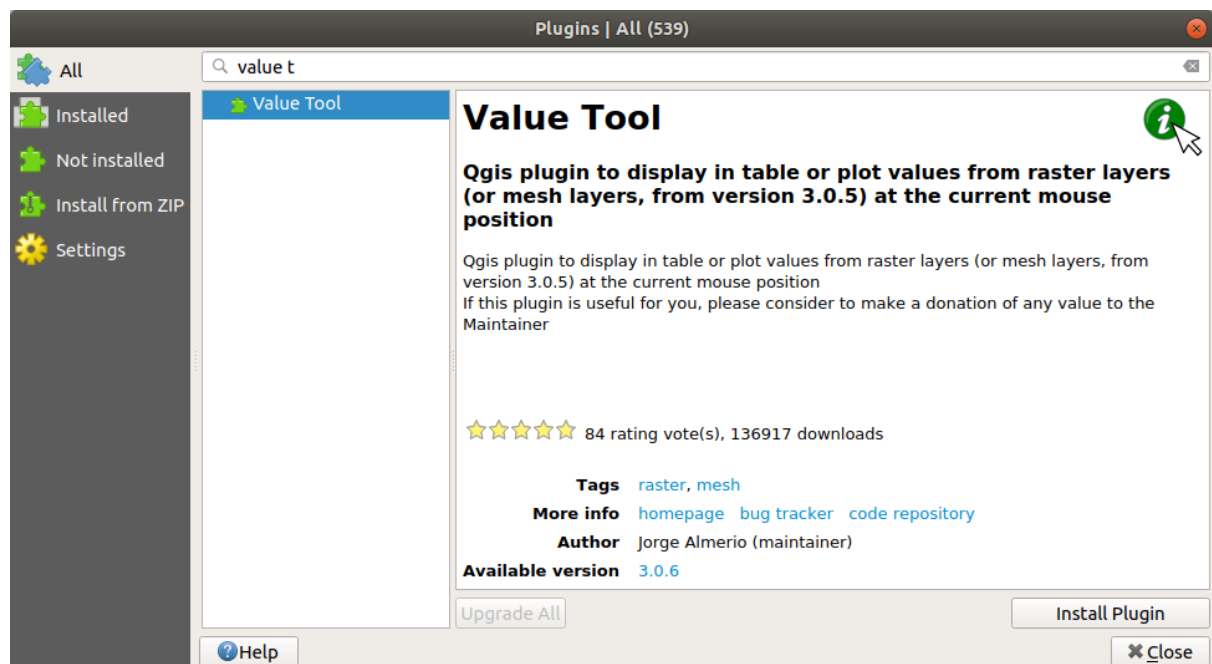 Plugins | All (539)
All
value t
Installed
Not installed
Install from ZIP
Settings
Value Tool
Value Tool
Qgis plugin to display in table or plot values from raster layers
(or mesh layers, from version 3.0.5) at the current mouse
position
Qgis plugin to display in table or plot values from raster layers (or mesh layers, from
version 3.0.5) at the current mouse position
If this plugin is useful for you, please consider to make a donation of any value to the
Maintainer
84 rating vote(s), 136917 downloads
Tags raster, mesh
More info homepage bug tracker code repository
Author Jorge Almerio (maintainer)
Available version 3.0.6
Upgrade All
Install Plugin
Help
Close